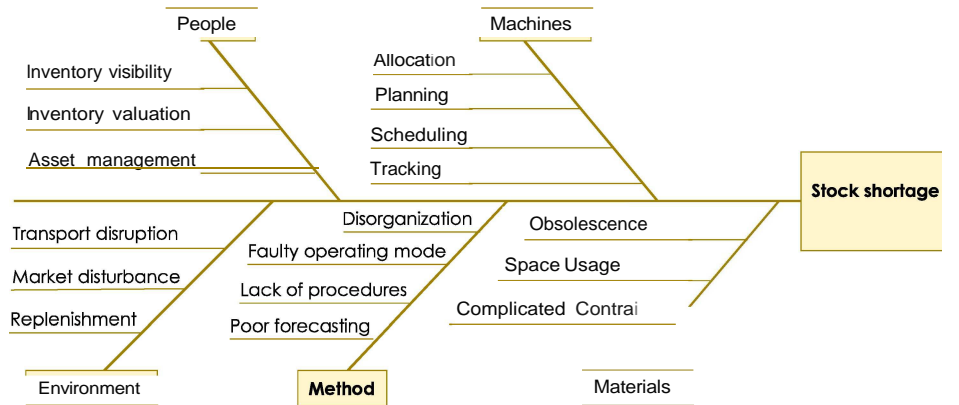 People
Machines
Inventory visibility
Inventory valuation
Asset management
Allocation
Planning
Scheduling
Tracking
Stock shortage
Transport disruption
Market disturbance
Replenishment
Disorganization
Faulty operating mode
Lack of procedures
Poor forecasting
Obsolescence
Space Usage
Complicated Contrai
Environment
Method
Materials